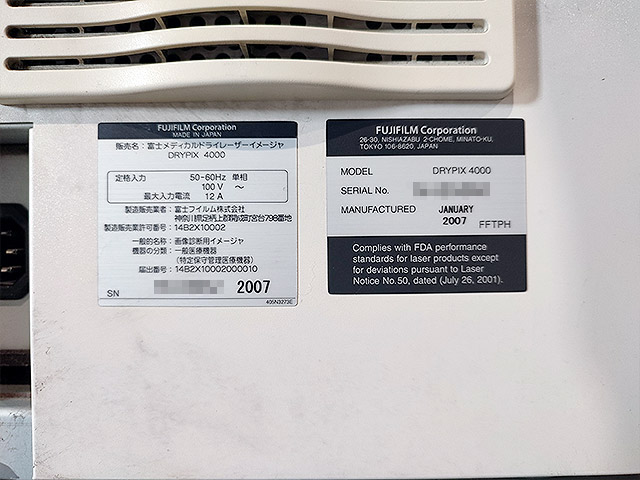 FUJIFILM Corporation
MADE IN JAPAN
販売名：富士メディカルドライレーザーイメージャ
DRYPIX 4000
定格入力 50-60Hz 単相
100 V ～
最大入力電流 12 A
製造販売業者：富士フイルム株式会社
神奈川県足柄上郡開成町宮台798番地
製造販売業許可番号：14B2X10002
一般的名称：画像診断用イメージャ
機器の分類：一般医療機器
(特定保守管理医療機器)
届出番号：14B2X10002000010
SN 2007
405N3273E
FUJIFILM Corporation
26-30, NISHIAZABU 2-CHOME, MINATO-KU,
TOKYO 106-8620, JAPAN
MODEL DRYPIX 4000
SERIAL No.
MANUFACTURED JANUARY
2007 FFTPH
Complies with FDA performance
standards for laser products except
for deviations pursuant to Laser
Notice No.50, dated (July 26, 2001).